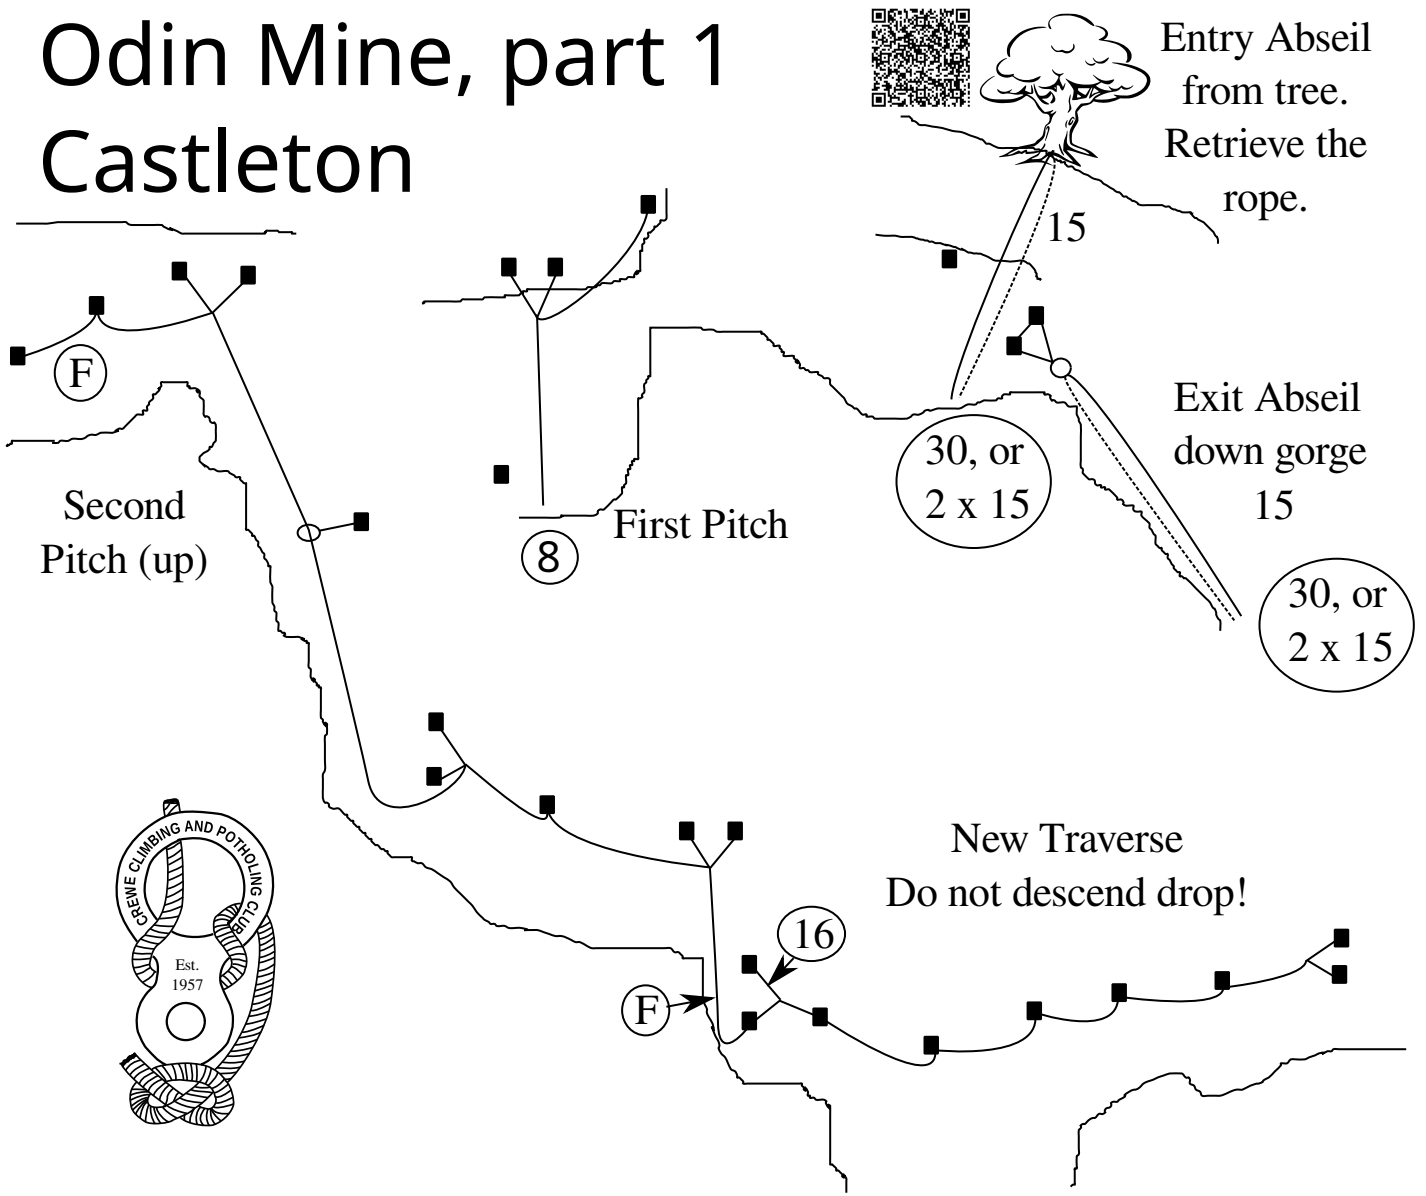 Odin Mine, part 1
Castleton
Entry Abseil
from tree.
Retrieve the
rope.
15
F
Second
Pitch (up)
First Pitch
8
30, or
2 x 15
Exit Abseil
down gorge
15
30, or
2 x 15
New Traverse
Do not descend drop!
16
F
CREWE CLIMBING AND POTHOLING CLUB
Est.
1957